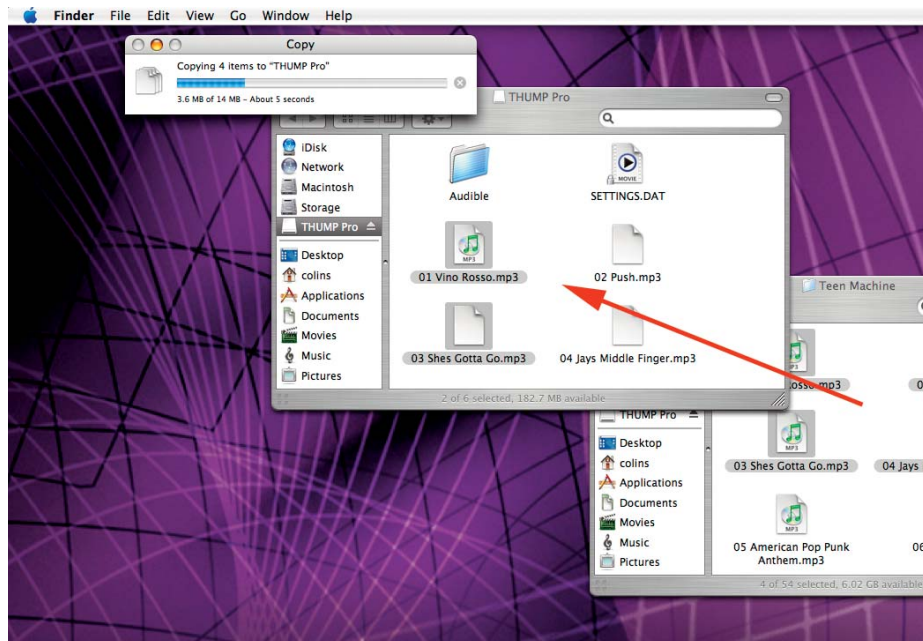 Finder File Edit View Go Window Help
Copy
Copying 4 items to "THUMP Pro"
3.6 MB of 14 MB – About 5 seconds
THUMP Pro
iDisk
Network
Macintosh
Storage
THUMP Pro
Desktop
colins
Applications
Documents
Movies
Music
Pictures
Audible
MOVIE
SETTINGS.DAT
MP3
01 Vino Rosso.mp3
02 Push.mp3
03 Shes Gotta Go.mp3
04 Jays Middle Finger.mp3
2 of 6 selected, 182.7 MB available
Teen Machine
THUMP Pro
Desktop
colins
Applications
Documents
Movies
Music
Pictures
MP3
03 Shes Gotta Go.mp3
04 Jays
MP3
05 American Pop Punk
Anthem.mp3
4 of 54 selected, 6.02 GB available